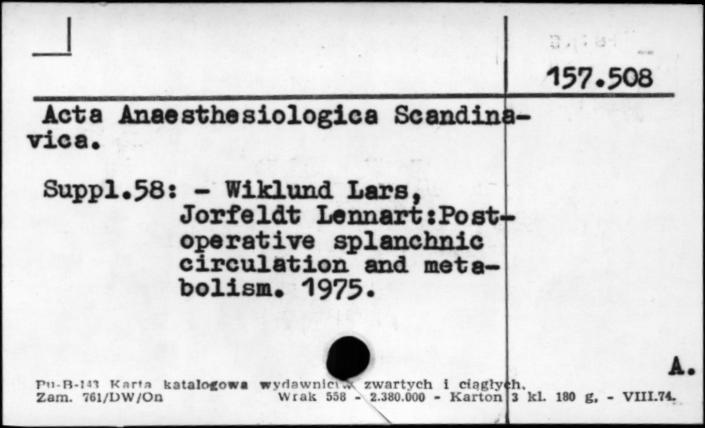 157.508
Acta Anaesthesiologica Scandina-
vica.
Suppl.58: - Wiklund Lars,
Jorfeldt Lennart:Post-
operative splanchnic
circulation and meta-
bolism. 1975.
A.
Pu-B-143 Karta katalogowa wydawnictw zwartych i ciągłych.
Zam. 761/DW/On Wrak 558 - 2.380.000 - Karton 3 kl. 180 g. - VIII.74.